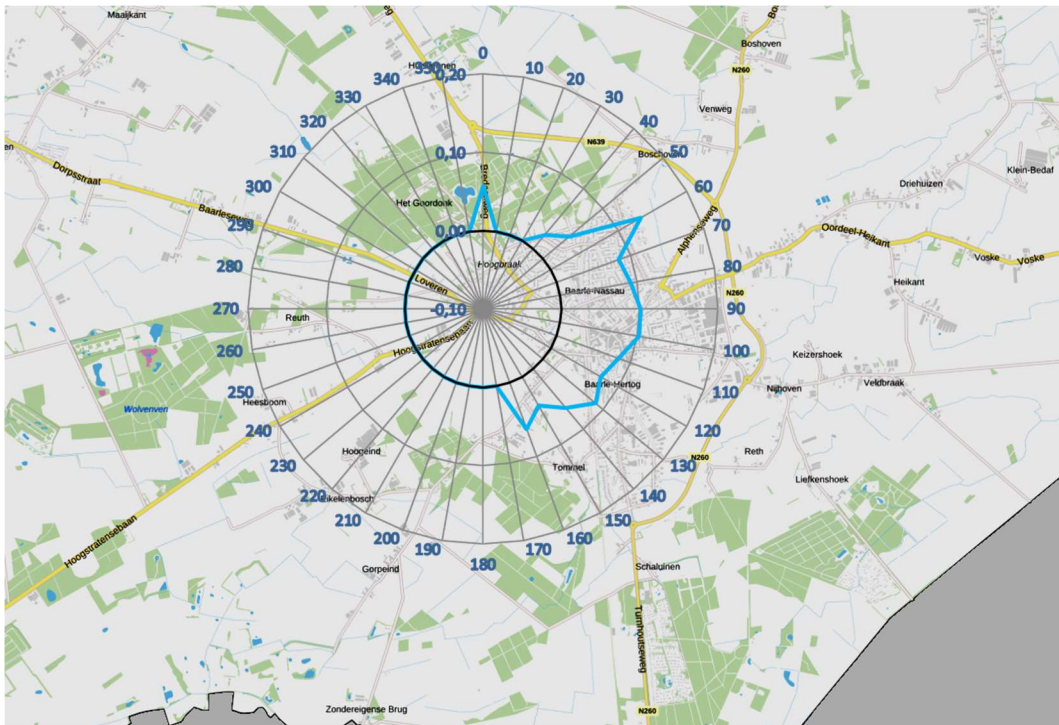 Maaijkant
Boshoven
N260
Venweg
N639
Boschoven
Klein-Bedaf
Driehuizen
Dorpsstraat
Baarleseweg
Het Goordonk
Bredaseweg
Alphenseweg
Oordeel-Heikant
Voske
Voske
Hoogbraak
Loveren
Baarle-Nassau
N260
Heikant
Reuth
Hoogstratensebaan
Keizershoek
Baarle-Hertog
Nijhoven
Veldbraak
Wolvenven
Heesboom
Hoogeind
Reth
N260
Tommel
Liefkenshoek
Eikelenbosch
Hoogstratensebaan
Gorpeind
Schaluinen
Turnhoutseweg
Zondereigense Brug
N260
0
10
20
30
40
50
60
70
80
90
100
110
120
130
140
150
160
170
180
190
200
210
220
230
240
250
260
270
280
290
300
310
320
330
340
350
0,20
0,10
0,00
-0,10